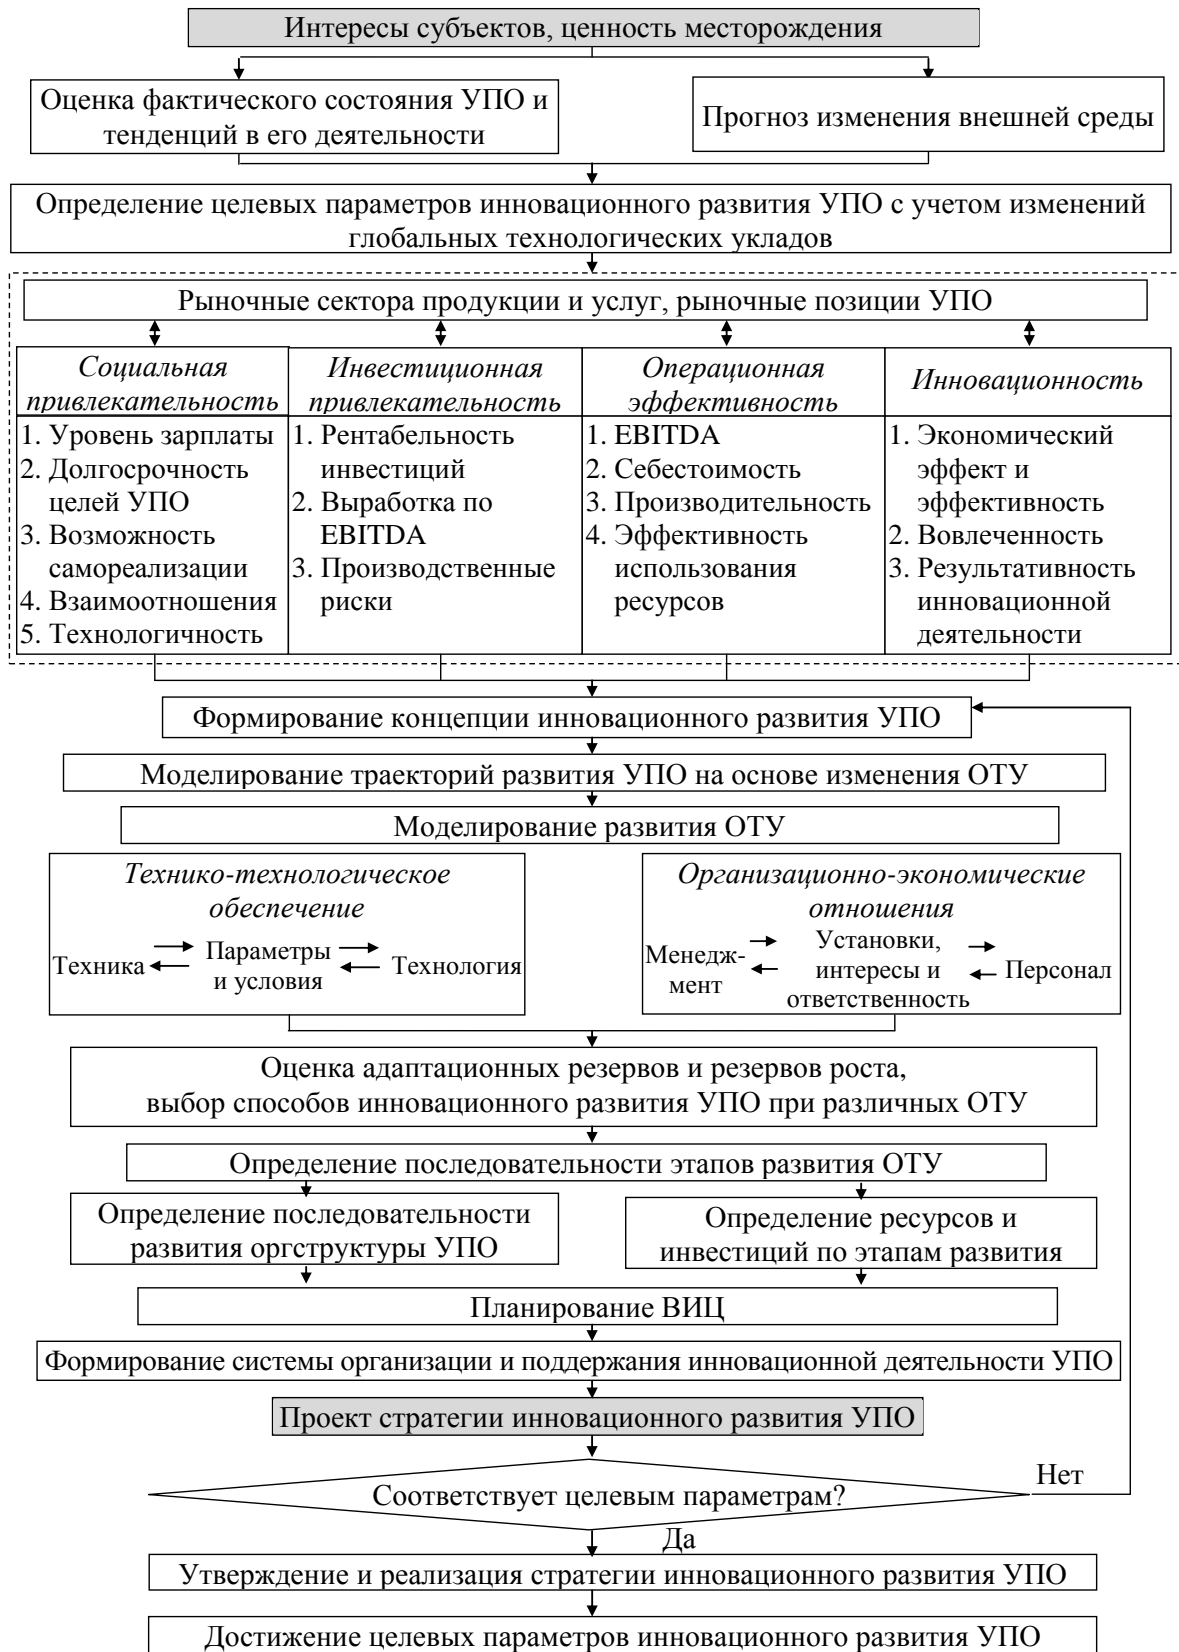 Интересы субъектов, ценность месторождения
Оценка фактического состояния УПО и
тенденций в его деятельности
Прогноз изменения внешней среды
Определение целевых параметров инновационного развития УПО с учетом изменений
глобальных технологических укладов
Рыночные сектора продукции и услуг, рыночные позиции УПО
Социальная
привлекательность
1. Уровень зарплаты
2. Долгосрочность
целей УПО
3. Возможность
самореализации
4. Взаимоотношения
5. Технологичность
Инвестиционная
привлекательность
1. Рентабельность
инвестиций
2. Выработка по
EBITDA
3. Производственные
риски
Операционная
эффективность
1. EBITDA
2. Себестоимость
3. Производительность
4. Эффективность
использования
ресурсов
Инновационность
1. Экономический
эффект и
эффективность
2. Вовлеченность
3. Результативность
инновационной
деятельности
Формирование концепции инновационного развития УПО
Моделирование траекторий развития УПО на основе изменения ОТУ
Моделирование развития ОТУ
Технико-технологическое
обеспечение
Техника
Параметры
и условия
Технология
Организационно-экономические
отношения
Менедж-
мент
Установки,
интересы и
ответственность
Персонал
Оценка адаптационных резервов и резервов роста,
выбор способов инновационного развития УПО при различных ОТУ
Определение последовательности этапов развития ОТУ
Определение последовательности
развития оргструктуры УПО
Определение ресурсов и
инвестиций по этапам развития
Планирование ВИЦ
Формирование системы организации и поддержания инновационной деятельности УПО
Проект стратегии инновационного развития УПО
Соответствует целевым параметрам?
Нет
Да
Утверждение и реализация стратегии инновационного развития УПО
Достижение целевых параметров инновационного развития УПО